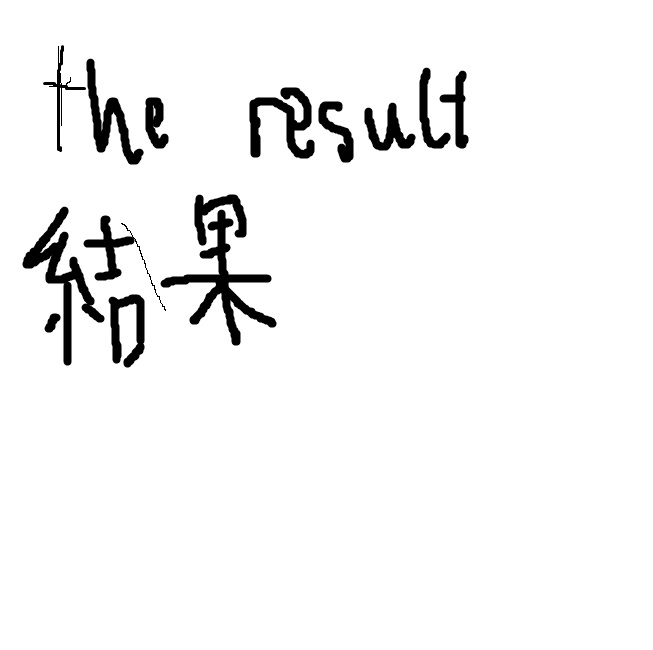 the result
結果